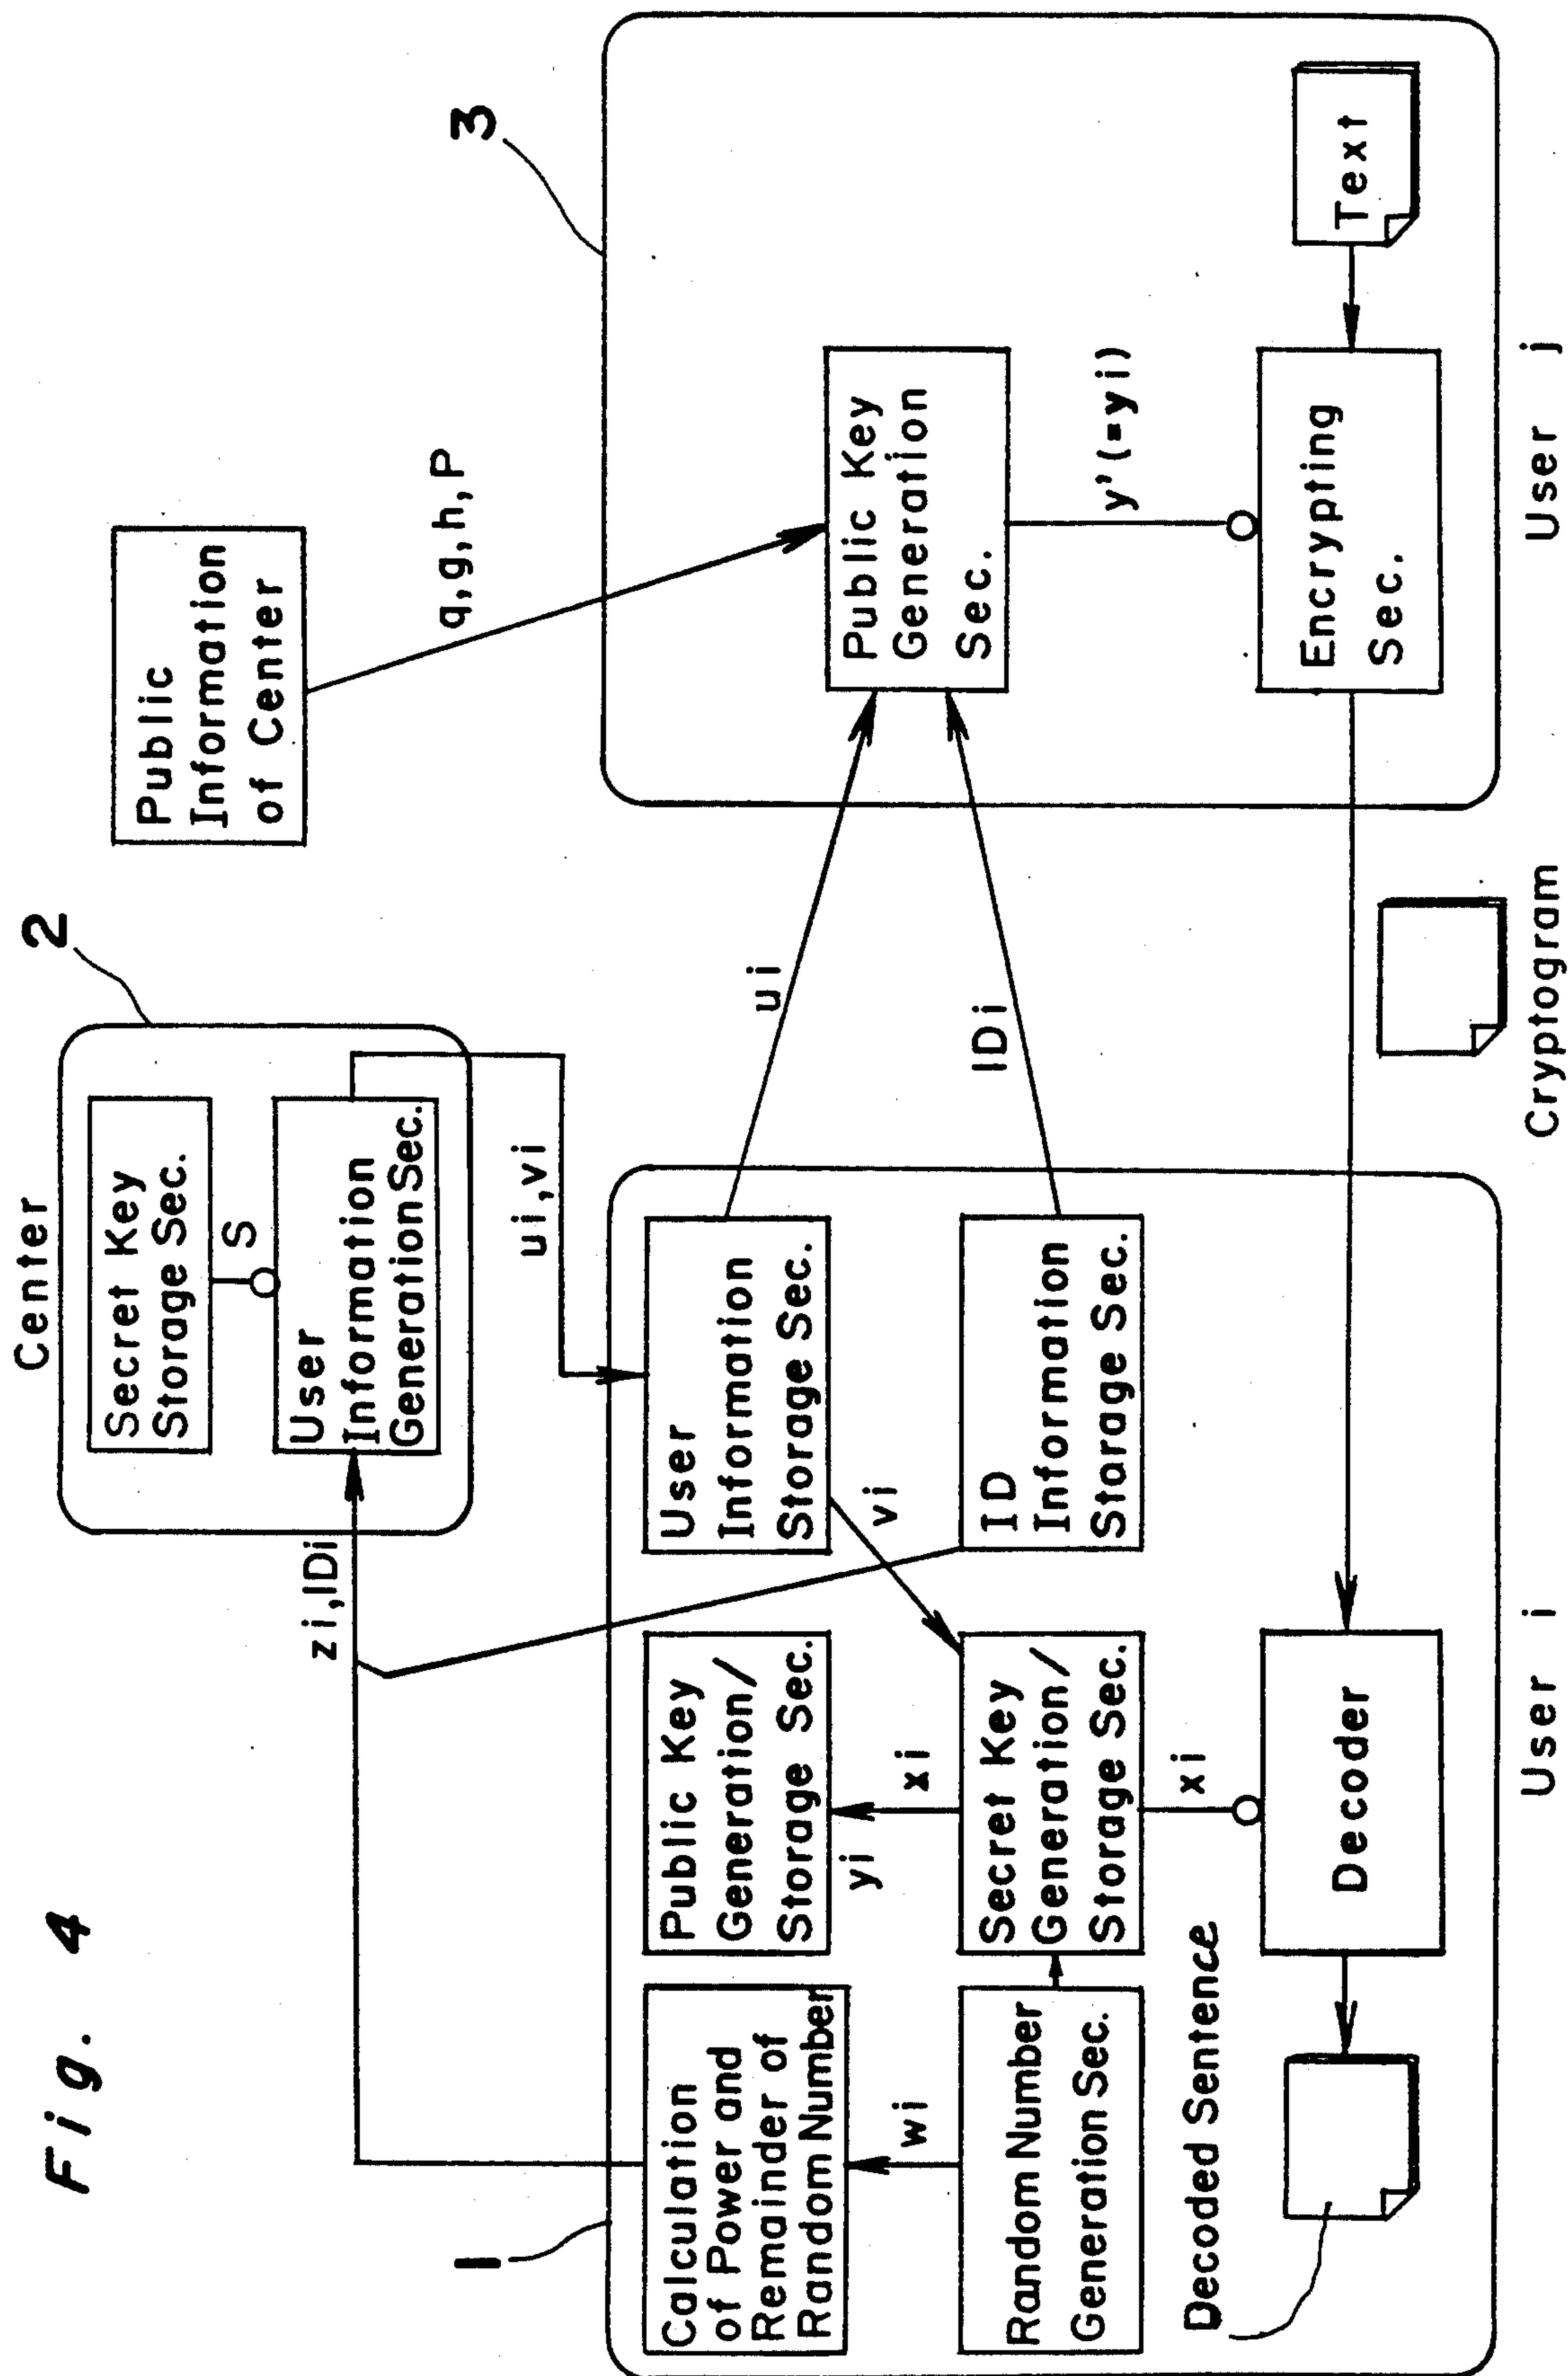 Fig. 4
Center
2
Secret Key
Storage Sec.
S
User
Information
Generation Sec.
Public
Information
of Center
q,g,h,P
3
zi,IDi
ui,vi
1
Calculation
of Power and
Remainder of
Random Number
Public Key
Generation/
Storage Sec.
User
Information
Storage Sec.
ui
Public Key
Generation
Sec.
wi
yi
xi
vi
Random Number
Generation Sec.
Secret Key
Generation/
Storage Sec.
ID
Information
Storage Sec.
IDi
y'(=yi)
Decoded Sentence
xi
Decoder
Encrypting
Sec.
Text
User i
Cryptogram
User j